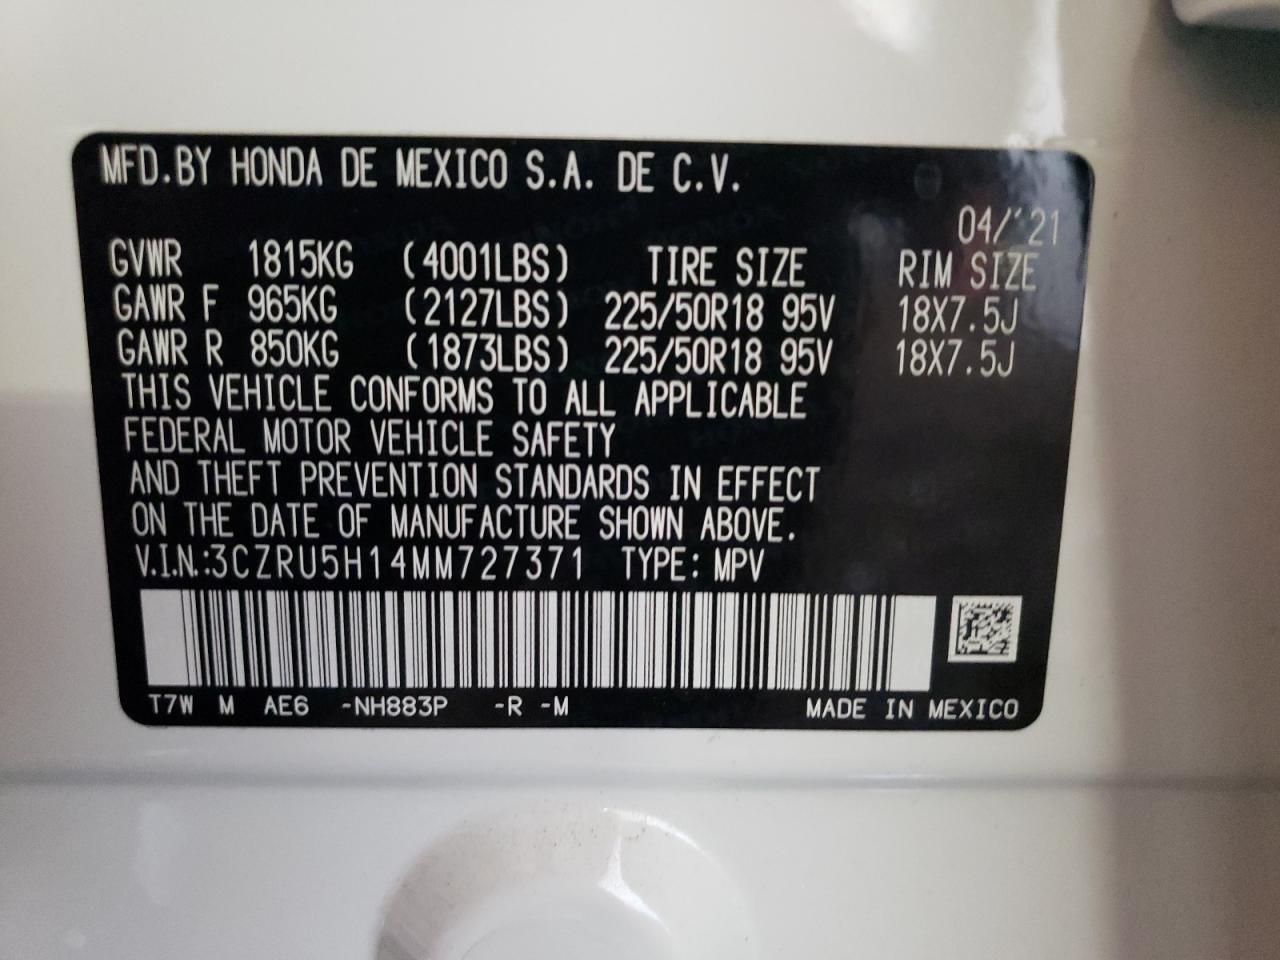 MFD.BY HONDA DE MEXICO S.A. DE C.V.
04/'21
GVWR 1815KG (4001LBS) TIRE SIZE RIM SIZE
GAWR F 965KG (2127LBS) 225/50R18 95V 18X7.5J
GAWR R 850KG (1873LBS) 225/50R18 95V 18X7.5J
THIS VEHICLE CONFORMS TO ALL APPLICABLE
FEDERAL MOTOR VEHICLE SAFETY
AND THEFT PREVENTION STANDARDS IN EFFECT
ON THE DATE OF MANUFACTURE SHOWN ABOVE.
V.I.N.:3CZRU5H14MM727371 TYPE: MPV
T7W M AE6 -NH883P -R -M MADE IN MEXICO